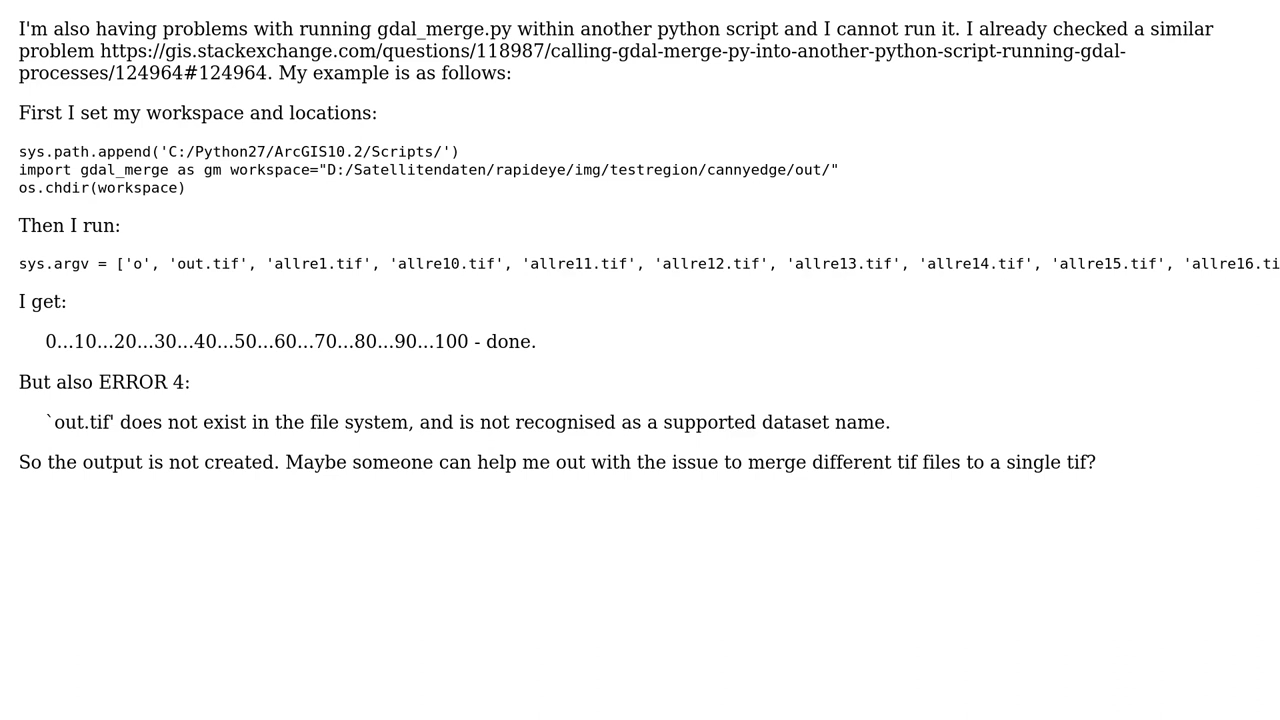 I'm also having problems with running gdal_merge.py within another python script and I cannot run it. I already checked a similar
problem https://gis.stackexchange.com/questions/118987/calling-gdal-merge-py-into-another-python-script-running-gdal-
processes/124964#124964. My example is as follows:
First I set my workspace and locations:
sys.path.append('C:/Python27/ArcGIS10.2/Scripts/')
import gdal_merge as gm workspace="D:/Satellitendaten/rapideye/img/testregion/cannyedge/out/"
os.chdir(workspace)
Then I run:
sys.argv = ['o', 'out.tif', 'allre1.tif', 'allre10.tif', 'allre11.tif', 'allre12.tif', 'allre13.tif', 'allre14.tif', 'allre15.tif', 'allre16.ti
I get:
0...10...20...30...40...50...60...70...80...90...100 - done.
But also ERROR 4:
`out.tif' does not exist in the file system, and is not recognised as a supported dataset name.
So the output is not created. Maybe someone can help me out with the issue to merge different tif files to a single tif?